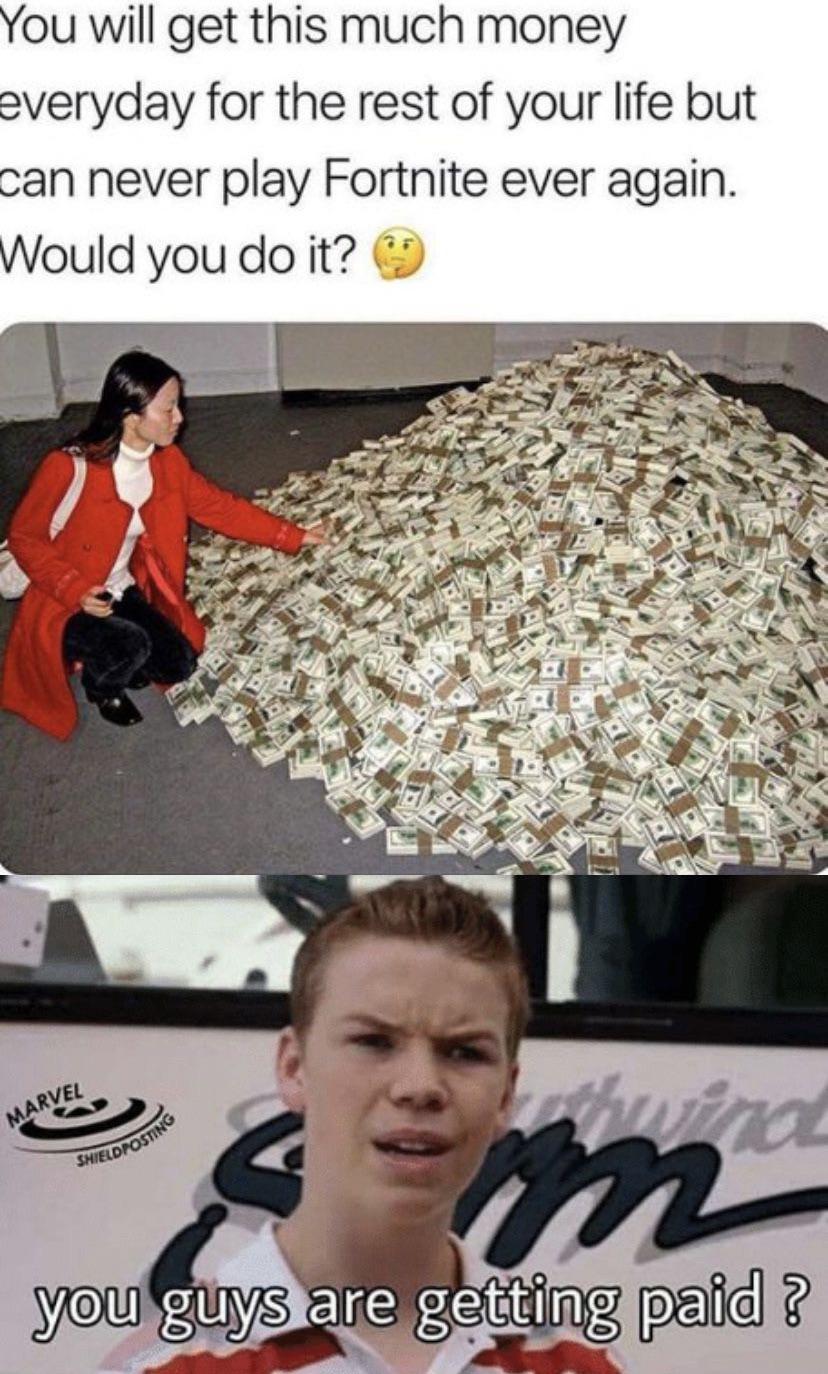 You will get this much money
everyday for the rest of your life but
can never play Fortnite ever again.
Would you do it? 🤔
MARVEL
SHIELDPOSTING
you guys are getting paid ?